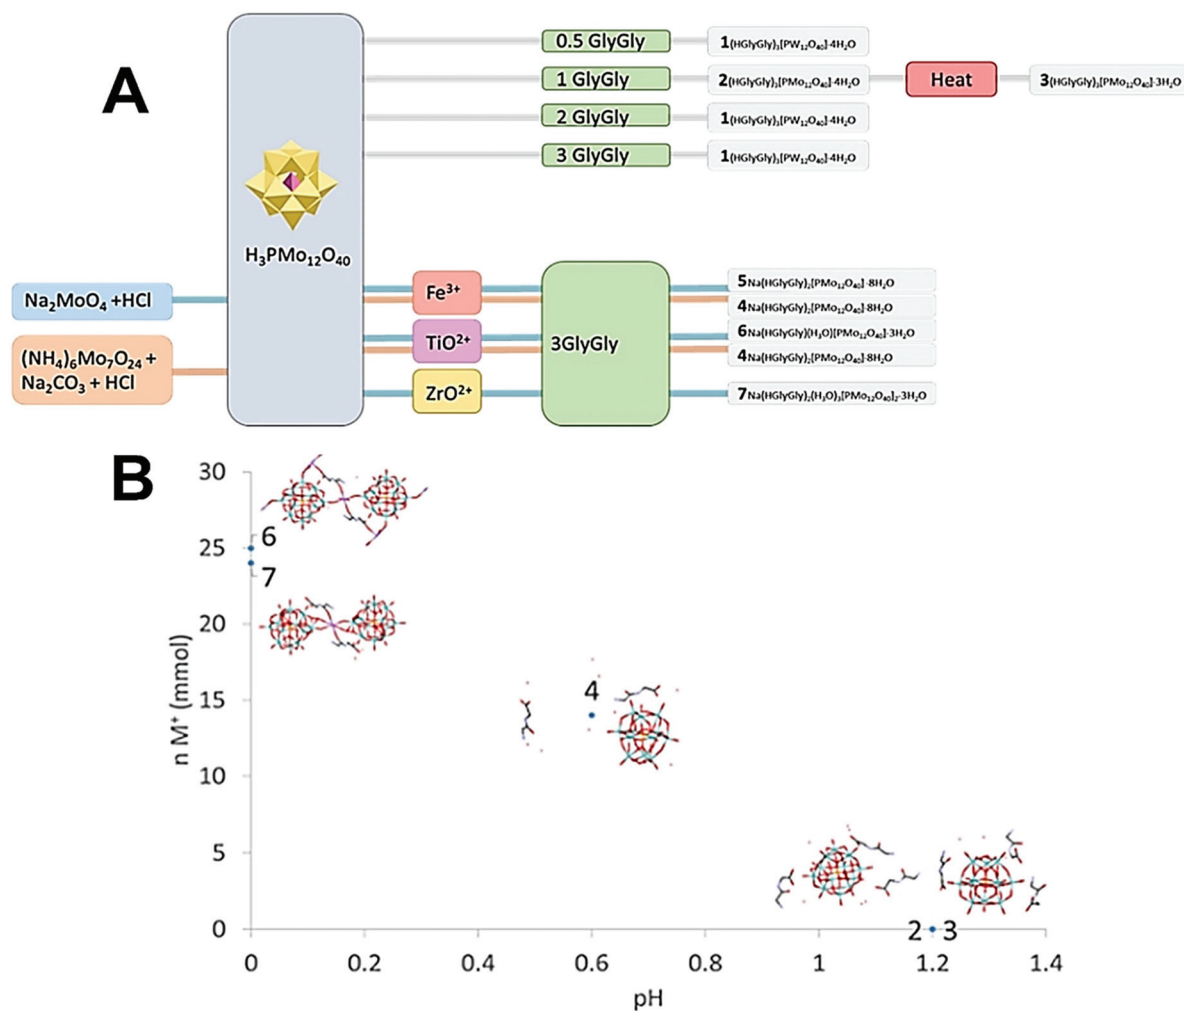 A
0.5 GlyGly
1(HGlyGly)₃[PW₁₂O₄₀]·4H₂O
1 GlyGly
2(HGlyGly)₃[PMo₁₂O₄₀]·4H₂O
Heat
3(HGlyGly)₃[PMo₁₂O₄₀]·3H₂O
2 GlyGly
1(HGlyGly)₃[PW₁₂O₄₀]·4H₂O
3 GlyGly
1(HGlyGly)₃[PW₁₂O₄₀]·4H₂O
H₃PMo₁₂O₄₀
Na₂MoO₄ +HCl
(NH₄)₆Mo₇O₂₄ +
Na₂CO₃ + HCl
Fe³⁺
TiO²⁺
ZrO²⁺
3GlyGly
5Na(HGlyGly)₂[PMo₁₂O₄₀]·8H₂O
4Na(HGlyGly)₂[PMo₁₂O₄₀]·8H₂O
6Na(HGlyGly)(H₃O)[PMo₁₂O₄₀]·3H₂O
4Na(HGlyGly)₂[PMo₁₂O₄₀]·8H₂O
7Na(HGlyGly)₂(H₃O)₃[PMo₁₂O₄₀]₂·3H₂O
B
n M⁺ (mmol)
30
25
20
15
10
5
0
6
7
4
2
3
0
0.2
0.4
0.6
0.8
1
1.2
1.4
pH